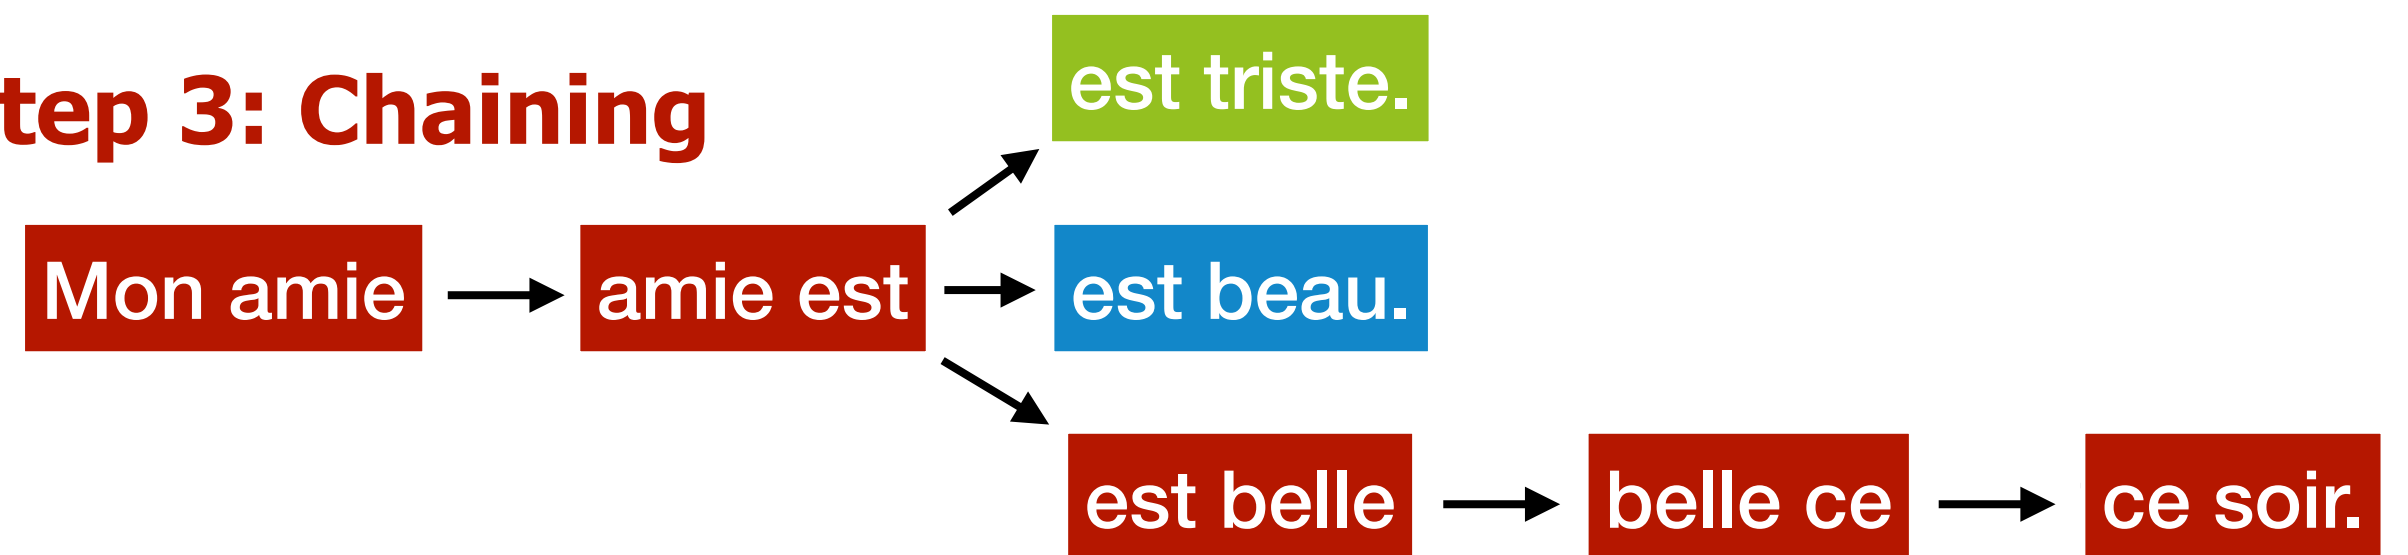 tep 3: Chaining
est triste.
Mon amie
amie est
est beau.
est belle
belle ce
ce soir.